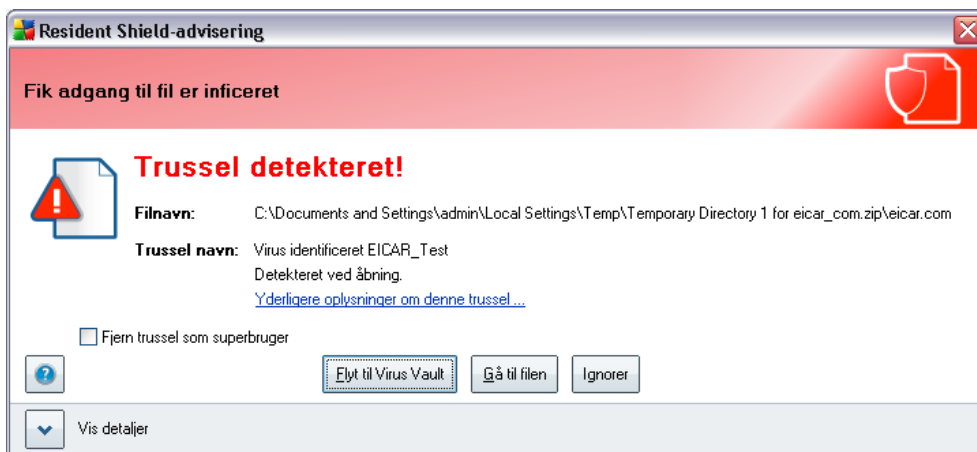 Resident Shield-advisering
Fik adgang til fil er inficeret
Trussel detekteret!
Filnavn: C:\Documents and Settings\admin\Local Settings\Temp\Temporary Directory 1 for eicar_com.zip\eicar.com
Trussel navn: Virus identificeret EICAR_Test
Detekteret ved åbning.
Yderligere oplysninger om denne trussel ...
Fjern trussel som superbruger
? Flyt til Virus Vault Gå til filen Ignorer
Vis detaljer